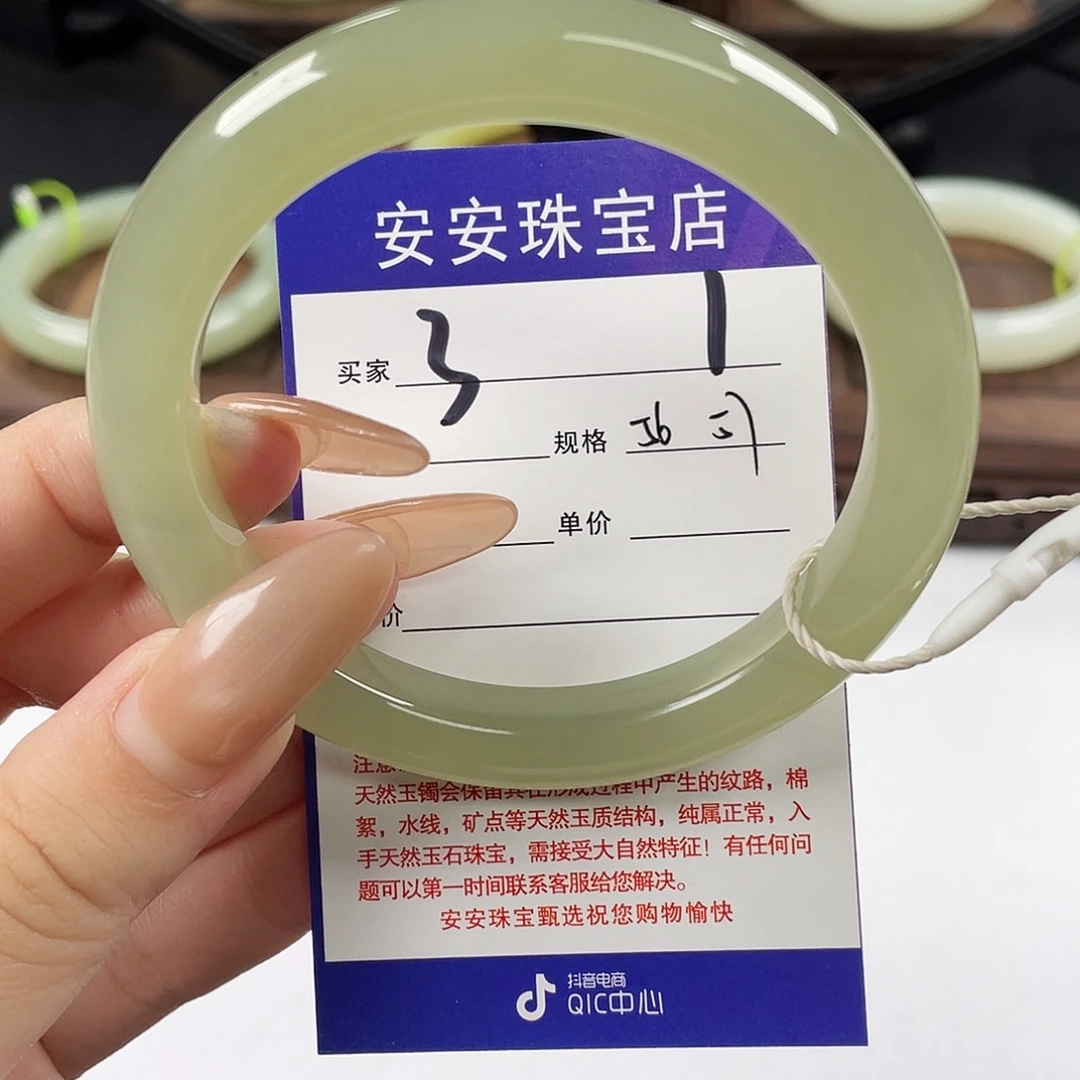 安安珠宝店
买家 3 1
规格
单价
价
天然玉镯会保留其在形成过程中产生的纹路，棉
絮，水线，矿点等天然玉质结构，纯属正常，入
手天然玉石珠宝，需接受大自然特征！有任何问
题可以第一时间联系客服给您解决。
安安珠宝甄选祝您购物愉快
抖音电商
QIC中心